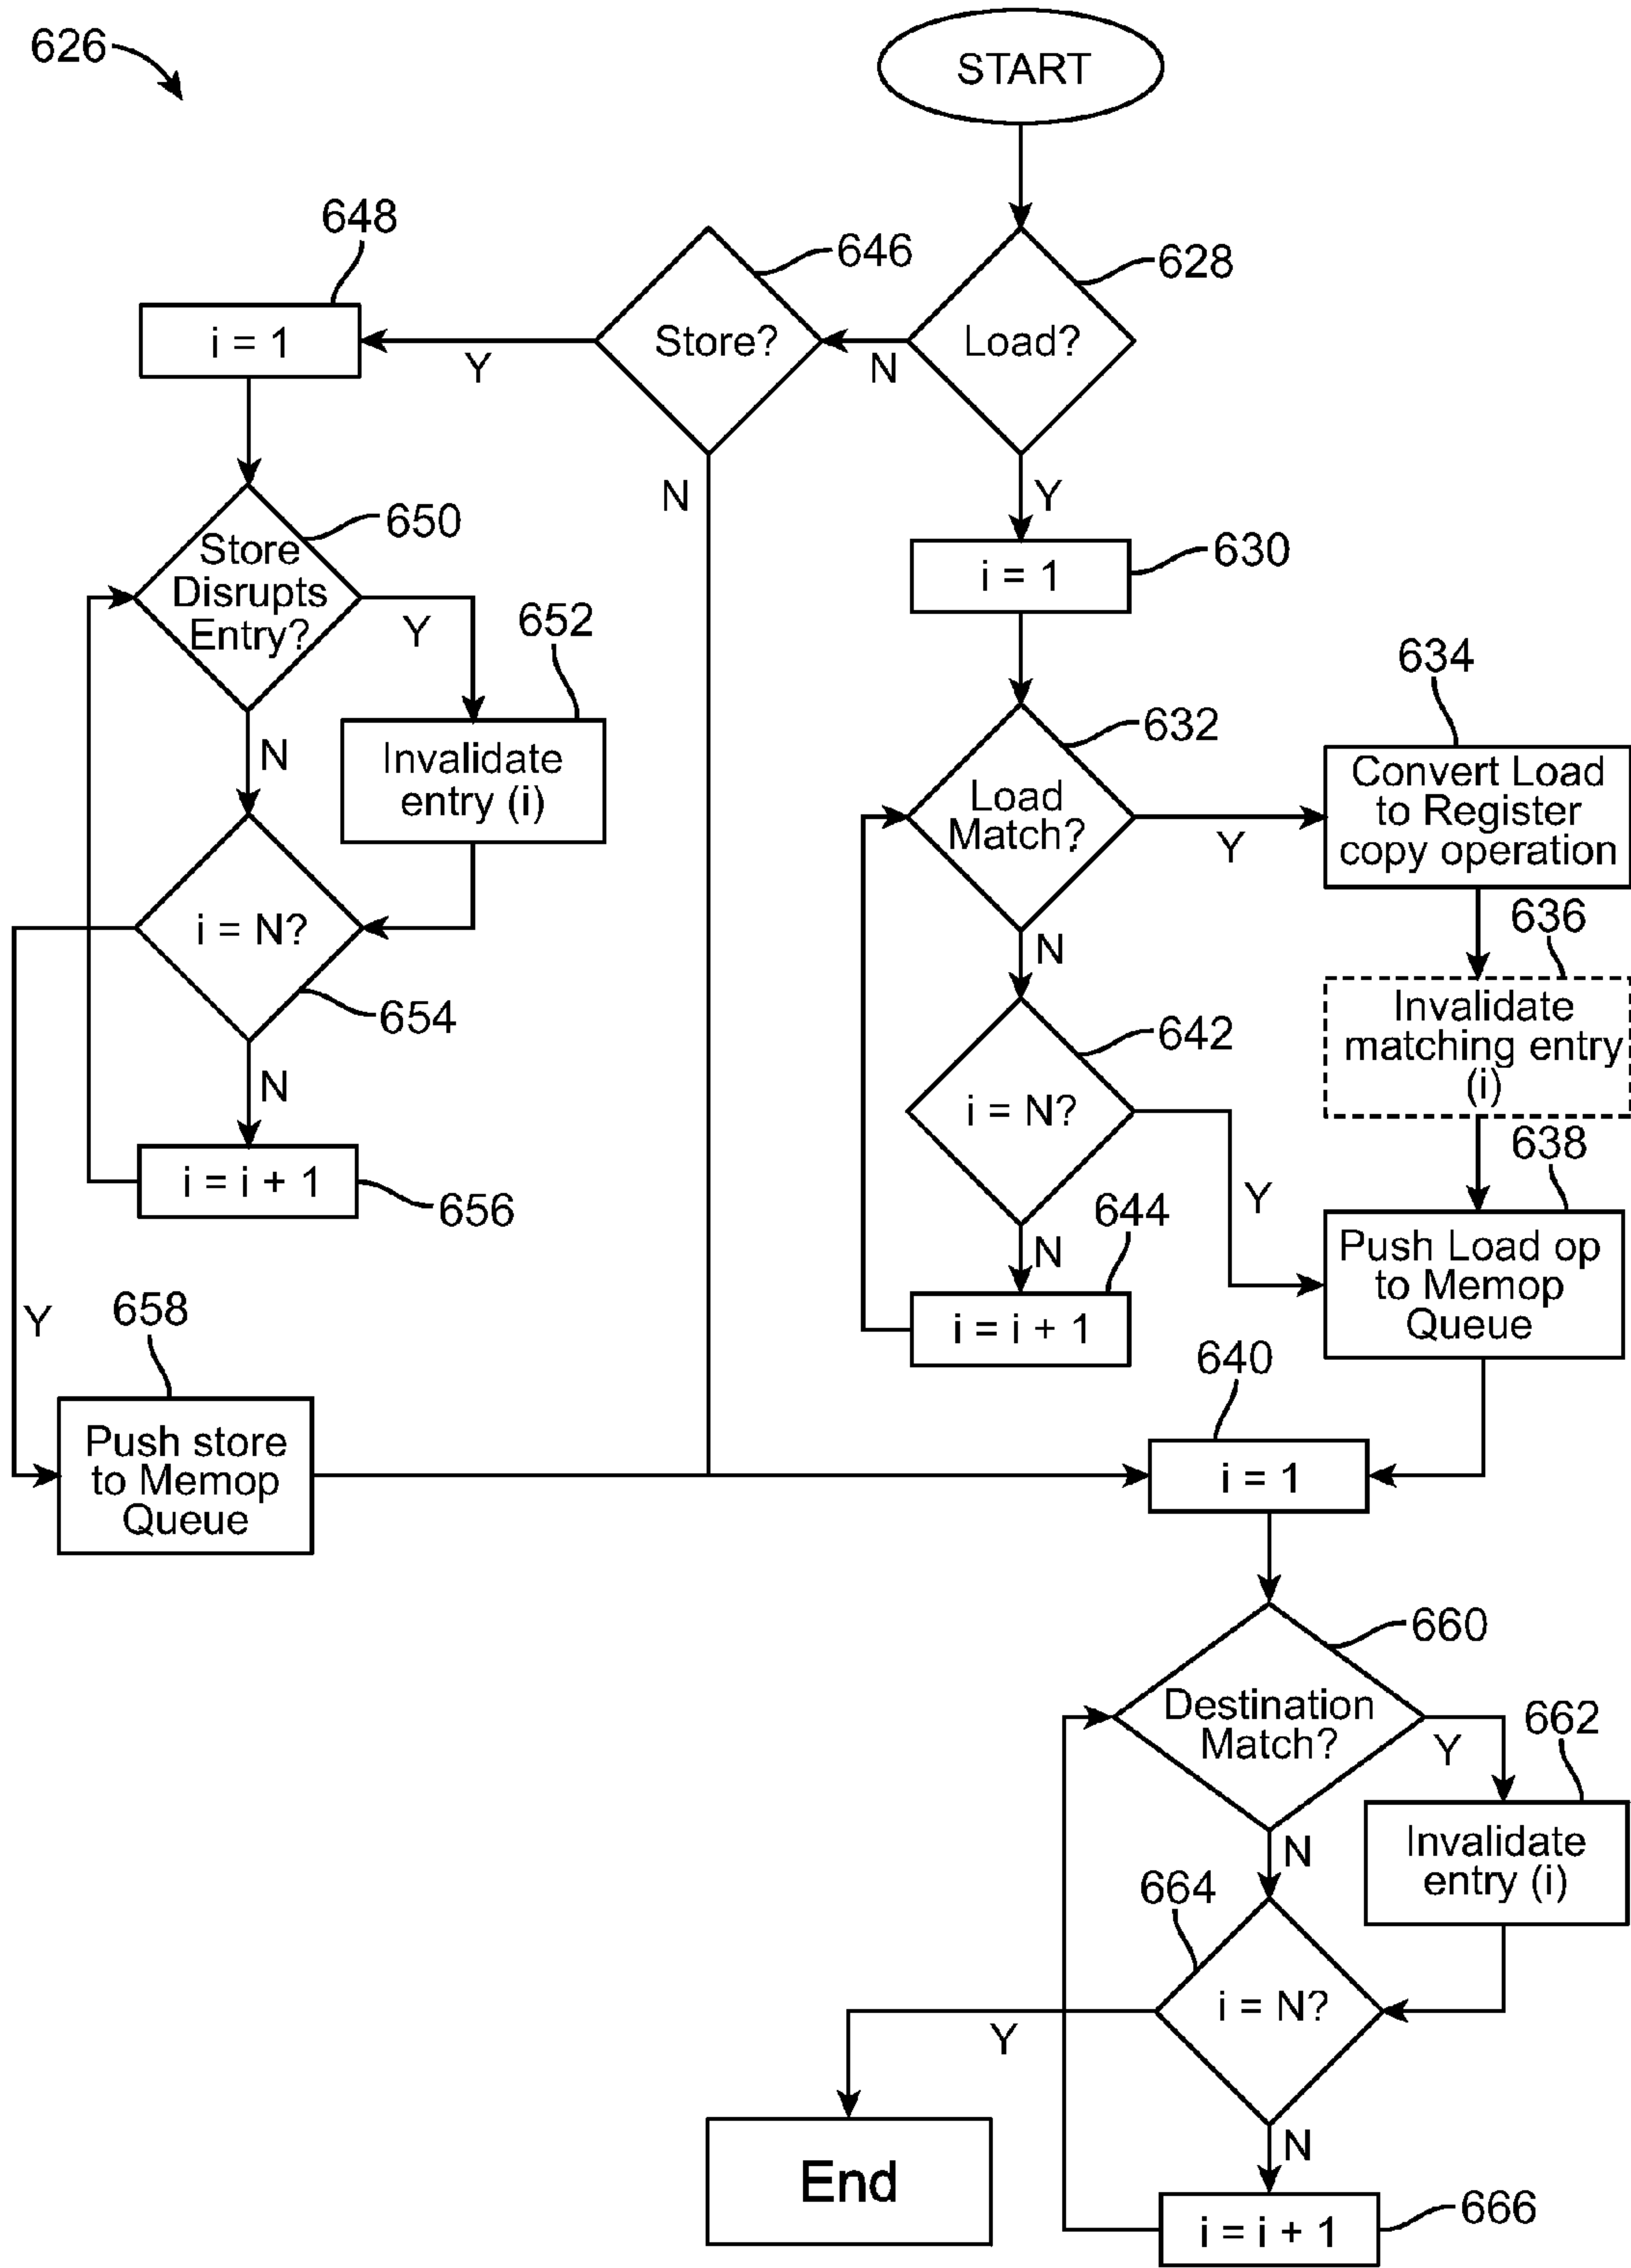 626
START
648
646
628
i = 1
Store?
Load?
Y
N
N
Y
650
Store
Disrupts
Entry?
Y
652
630
i = 1
634
632
N
Invalidate
entry (i)
Load
Match?
Y
Convert Load
to Register
copy operation
i = N?
654
N
636
Invalidate
matching entry
(i)
642
i = N?
N
638
i = i + 1
656
Y
644
N
Push Load op
to Memop
Queue
i = i + 1
Y
658
640
Push store
to Memop
Queue
i = 1
660
Destination
Match?
Y
662
N
Invalidate
entry (i)
664
i = N?
Y
N
End
666
i = i + 1